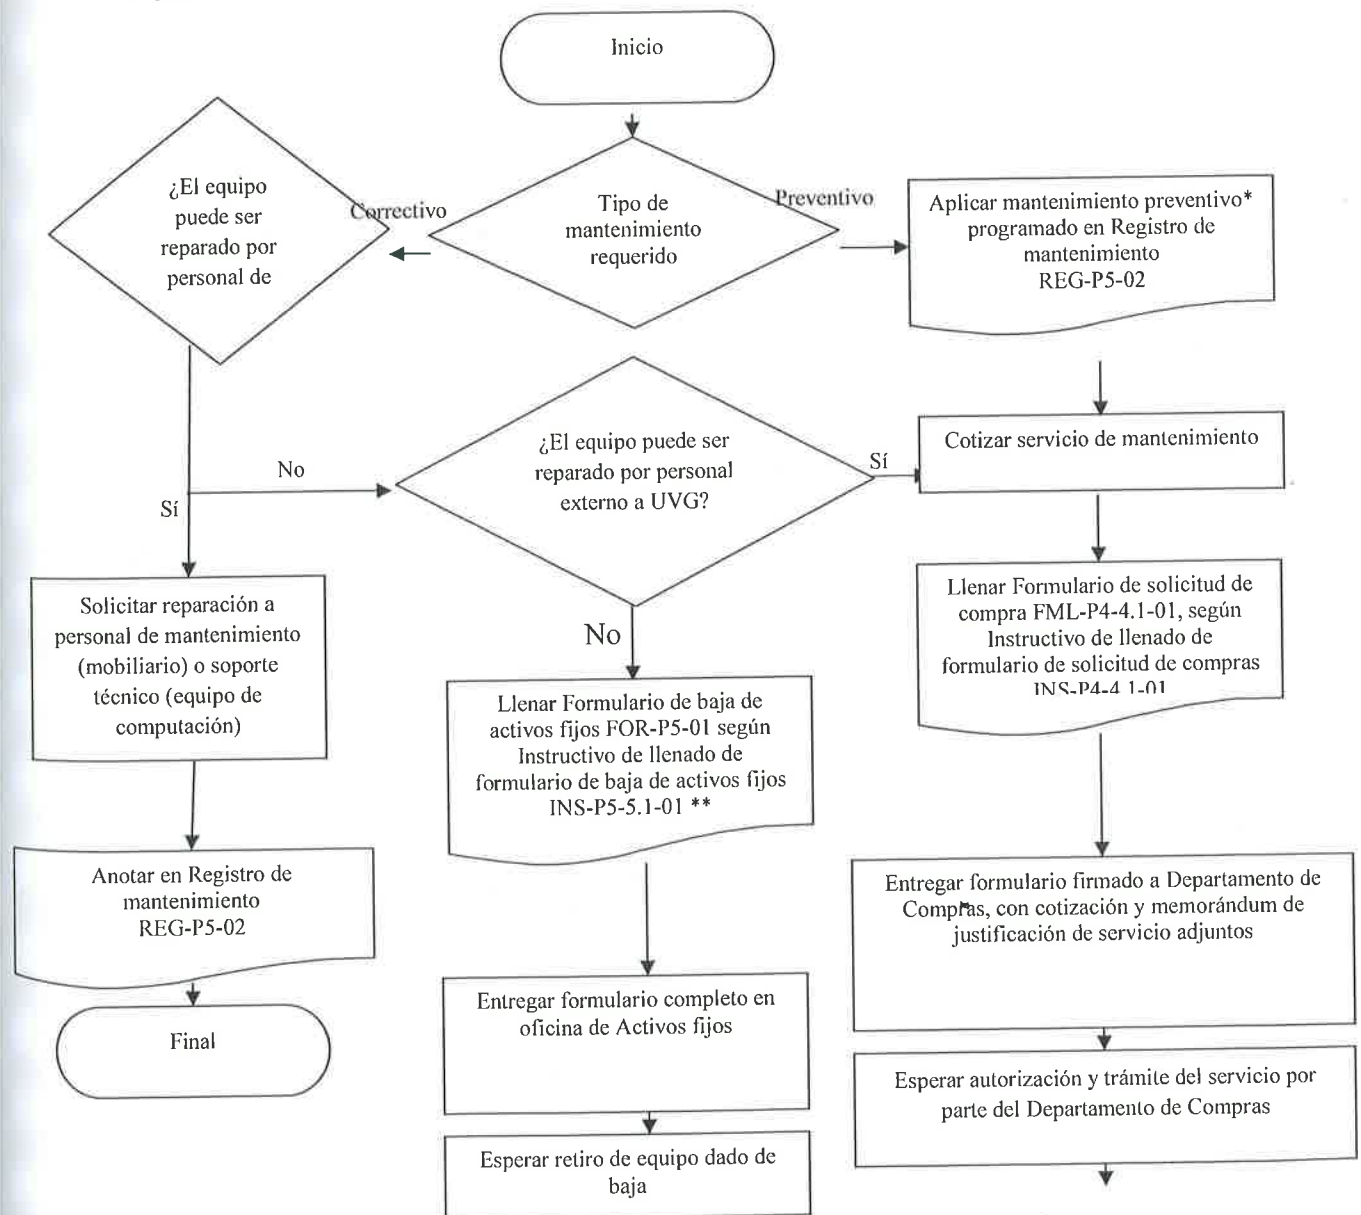 Inicio
¿El equipo
puede ser
reparado por
personal de
Correctivo
Tipo de
mantenimiento
requerido
Preventivo
Aplicar mantenimiento preventivo*
programado en Registro de
mantenimiento
REG-P5-02
¿El equipo puede ser
reparado por personal
externo a UVG?
Sí
Cotizar servicio de mantenimiento
No
Sí
Solicitar reparación a
personal de mantenimiento
(mobiliario) o soporte
técnico (equipo de
computación)
No
Llenar Formulario de baja de
activos fijos FOR-P5-01 según
Instructivo de llenado de
formulario de baja de activos fijos
INS-P5-5.1-01 **
Llenar Formulario de solicitud de
compra FML-P4-4.1-01, según
Instructivo de llenado de
formulario de solicitud de compras
INS-P4-4.1-01
Anotar en Registro de
mantenimiento
REG-P5-02
Entregar formulario firmado a Departamento de
Compras, con cotización y memorándum de
justificación de servicio adjuntos
Final
Entregar formulario completo en
oficina de Activos fijos
Esperar autorización y trámite del servicio por
parte del Departamento de Compras
Esperar retiro de equipo dado de
baja